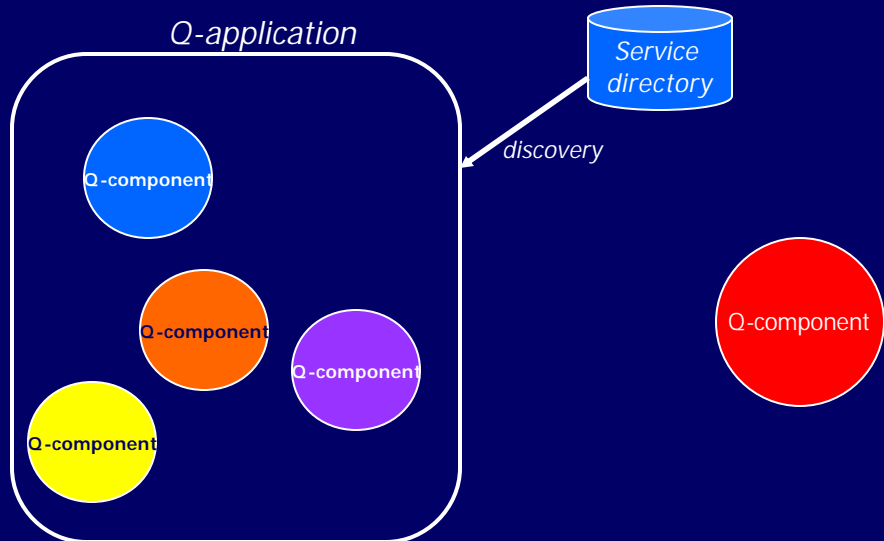 Q-application
Service
directory
discovery
Q-component
Q-component
Q-component
Q-component
Q-component